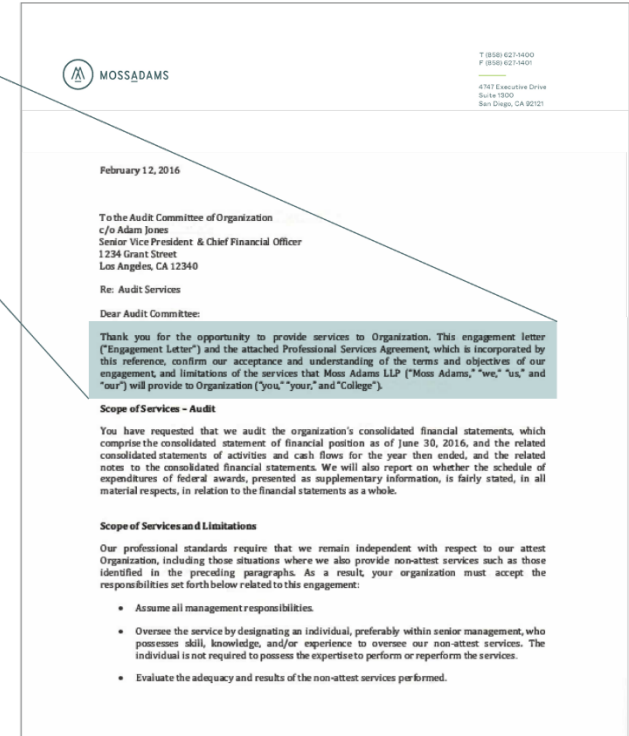 MOSSADAMS
T (858) 627-1400
F (858) 627-1401
4747 Executive Drive
Suite 1300
San Diego, CA 92121
February 12, 2016
To the Audit Committee of Organization
c/o Adam Jones
Senior Vice President & Chief Financial Officer
1234 Grant Street
Los Angeles, CA 12340
Re: Audit Services
Dear Audit Committee:
Thank you for the opportunity to provide services to Organization. This engagement letter
("Engagement Letter") and the attached Professional Services Agreement, which is incorporated by
this reference, confirm our acceptance and understanding of the terms and objectives of our
engagement, and limitations of the services that Moss Adams LLP ("Moss Adams," "we," "us," and
"our") will provide to Organization ("you," "your," and "College").
Scope of Services – Audit
You have requested that we audit the organization's consolidated financial statements, which
comprise the consolidated statement of financial position as of June 30, 2016, and the related
consolidated statements of activities and cash flows for the year then ended, and the related
notes to the consolidated financial statements. We will also report on whether the schedule of
expenditures of federal awards, presented as supplementary information, is fairly stated, in all
material respects, in relation to the financial statements as a whole.
Scope of Services and Limitations
Our professional standards require that we remain independent with respect to our attest
Organization, including those situations where we also provide non-attest services such as those
identified in the preceding paragraphs. As a result, your organization must accept the
responsibilities set forth below related to this engagement:
• Assume all management responsibilities.
• Oversee the service by designating an individual, preferably within senior management, who
possesses skill, knowledge, and/or experience to oversee our non-attest services. The
individual is not required to possess the expertise to perform or reperform the services.
• Evaluate the adequacy and results of the non-attest services performed.